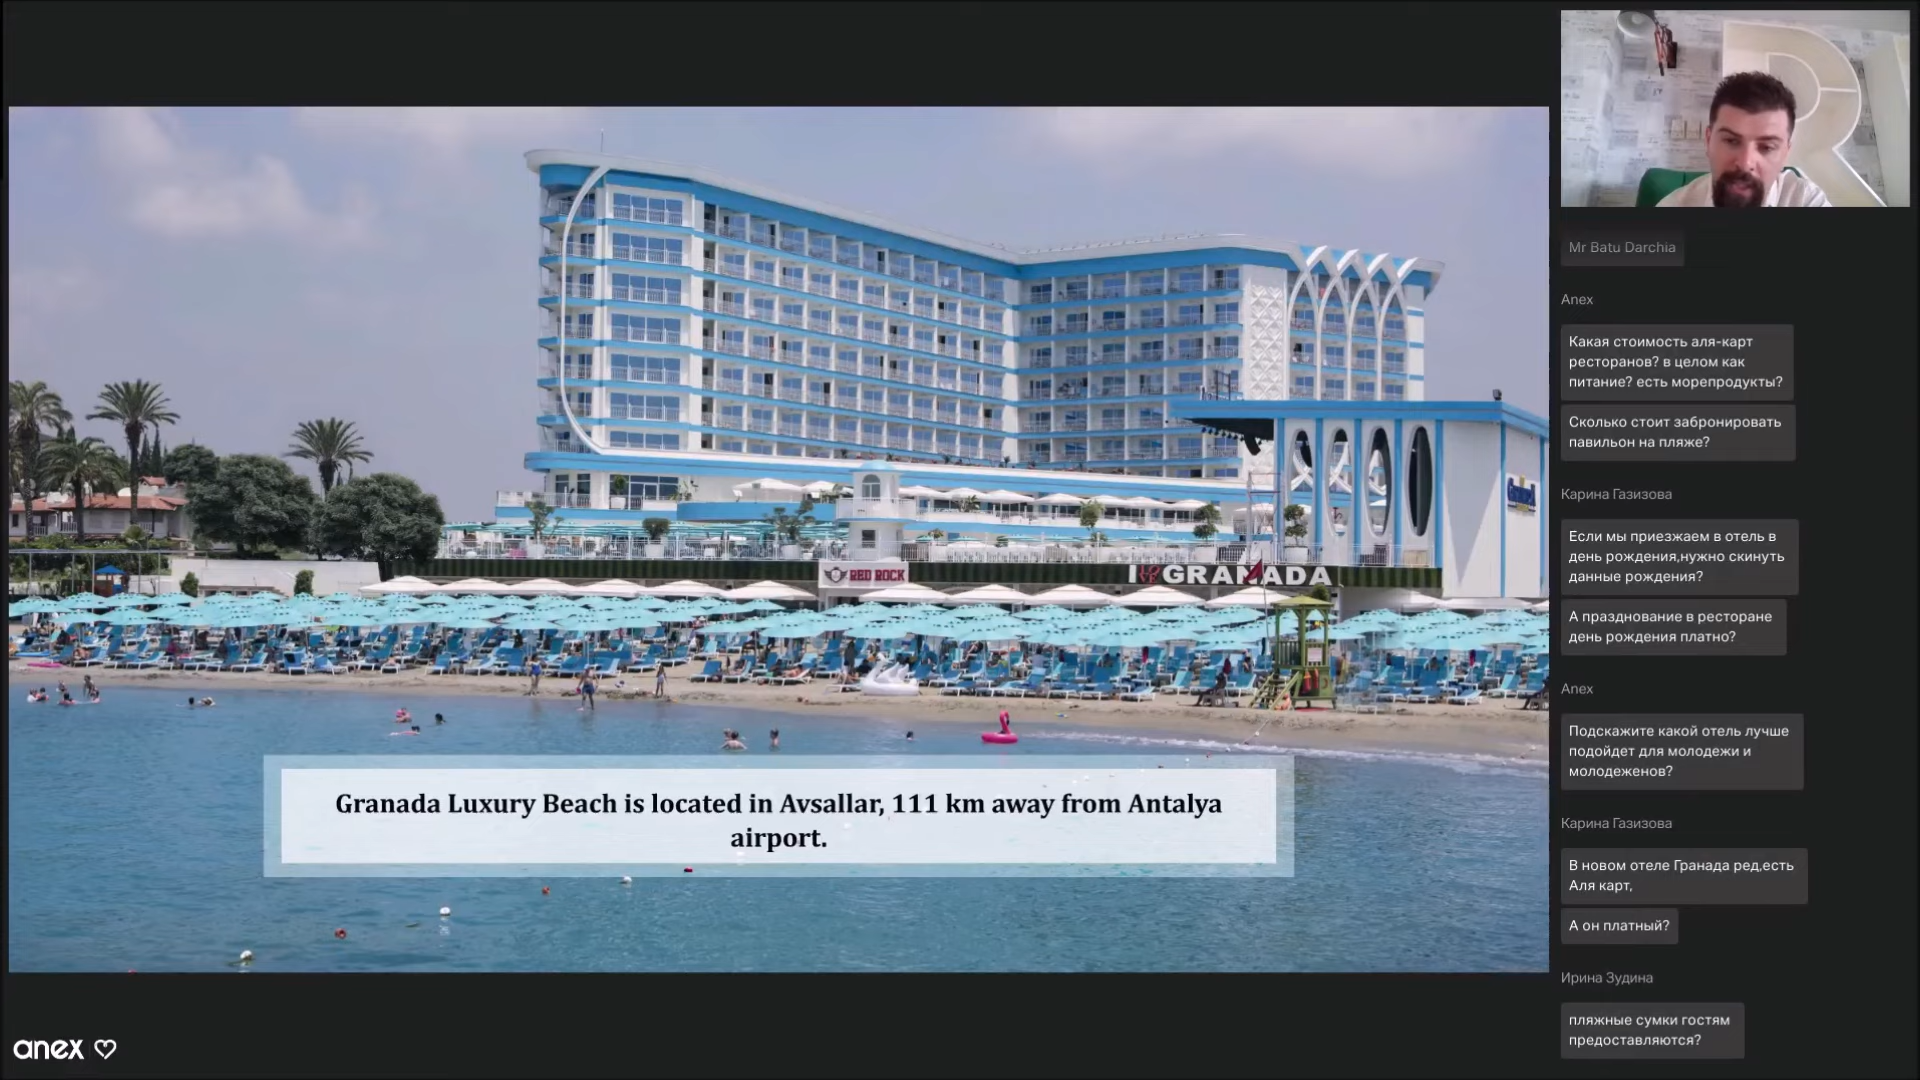 RED ROCK
I GRANADA
Granada Luxury Beach is located in Avsallar, 111 km away from Antalya
airport.
anex
Mr Batu Darchia
Anex
Какая стоимость аля-карт
ресторанов? в целом как
питание? есть морепродукты?
Сколько стоит забронировать
павильон на пляже?
Карина Газизова
Если мы приезжаем в отель в
день рождения,нужно скинуть
данные рождения?
А празднование в ресторане
день рождения платно?
Anex
Подскажите какой отель лучше
подойдет для молодежи и
молодеженов?
Карина Газизова
В новом отеле Гранада ред,есть
Аля карт,
А он платный?
Ирина Зудина
пляжные сумки гостям
предоставляются?